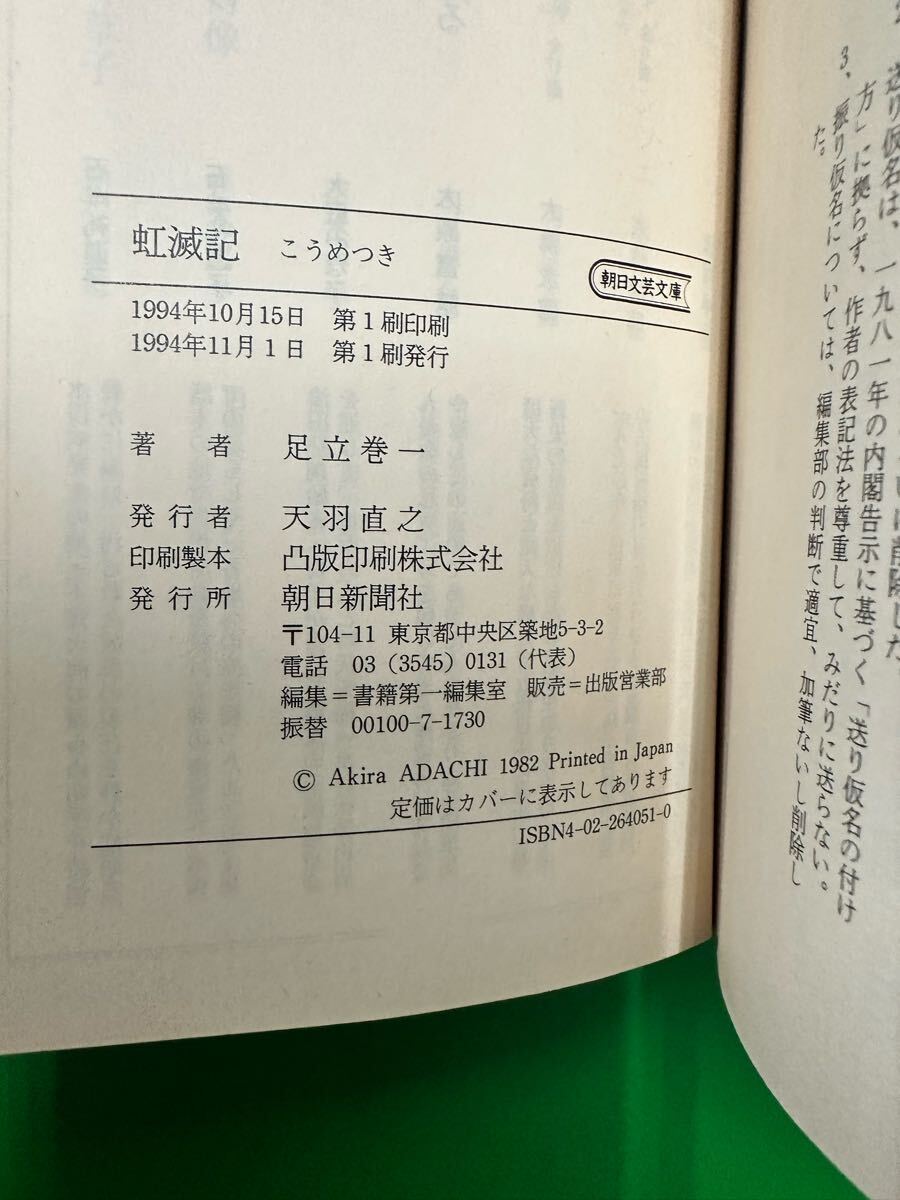 虹滅記 こうめつき
朝日文芸文庫
1994年10月15日 第1刷印刷
1994年11月1日 第1刷発行
著者 足立巻一
発行者 天羽直之
印刷製本 凸版印刷株式会社
発行所 朝日新聞社
〒104-11 東京都中央区築地5-3-2
電話 03(3545)0131(代表)
編集=書籍第一編集室 販売=出版営業部
振替 00100-7-1730
© Akira ADACHI 1982 Printed in Japan
定価はカバーに表示してあります
ISBN4-02-264051-0
は削除した
送り仮名は、一九八一年の内閣告示に基づく「送り仮名の付け
方」に拠らず、作者の表記法を尊重して、みだりに送らない。
3、振り仮名については、編集部の判断で適宜、加筆ないし削除し
た。